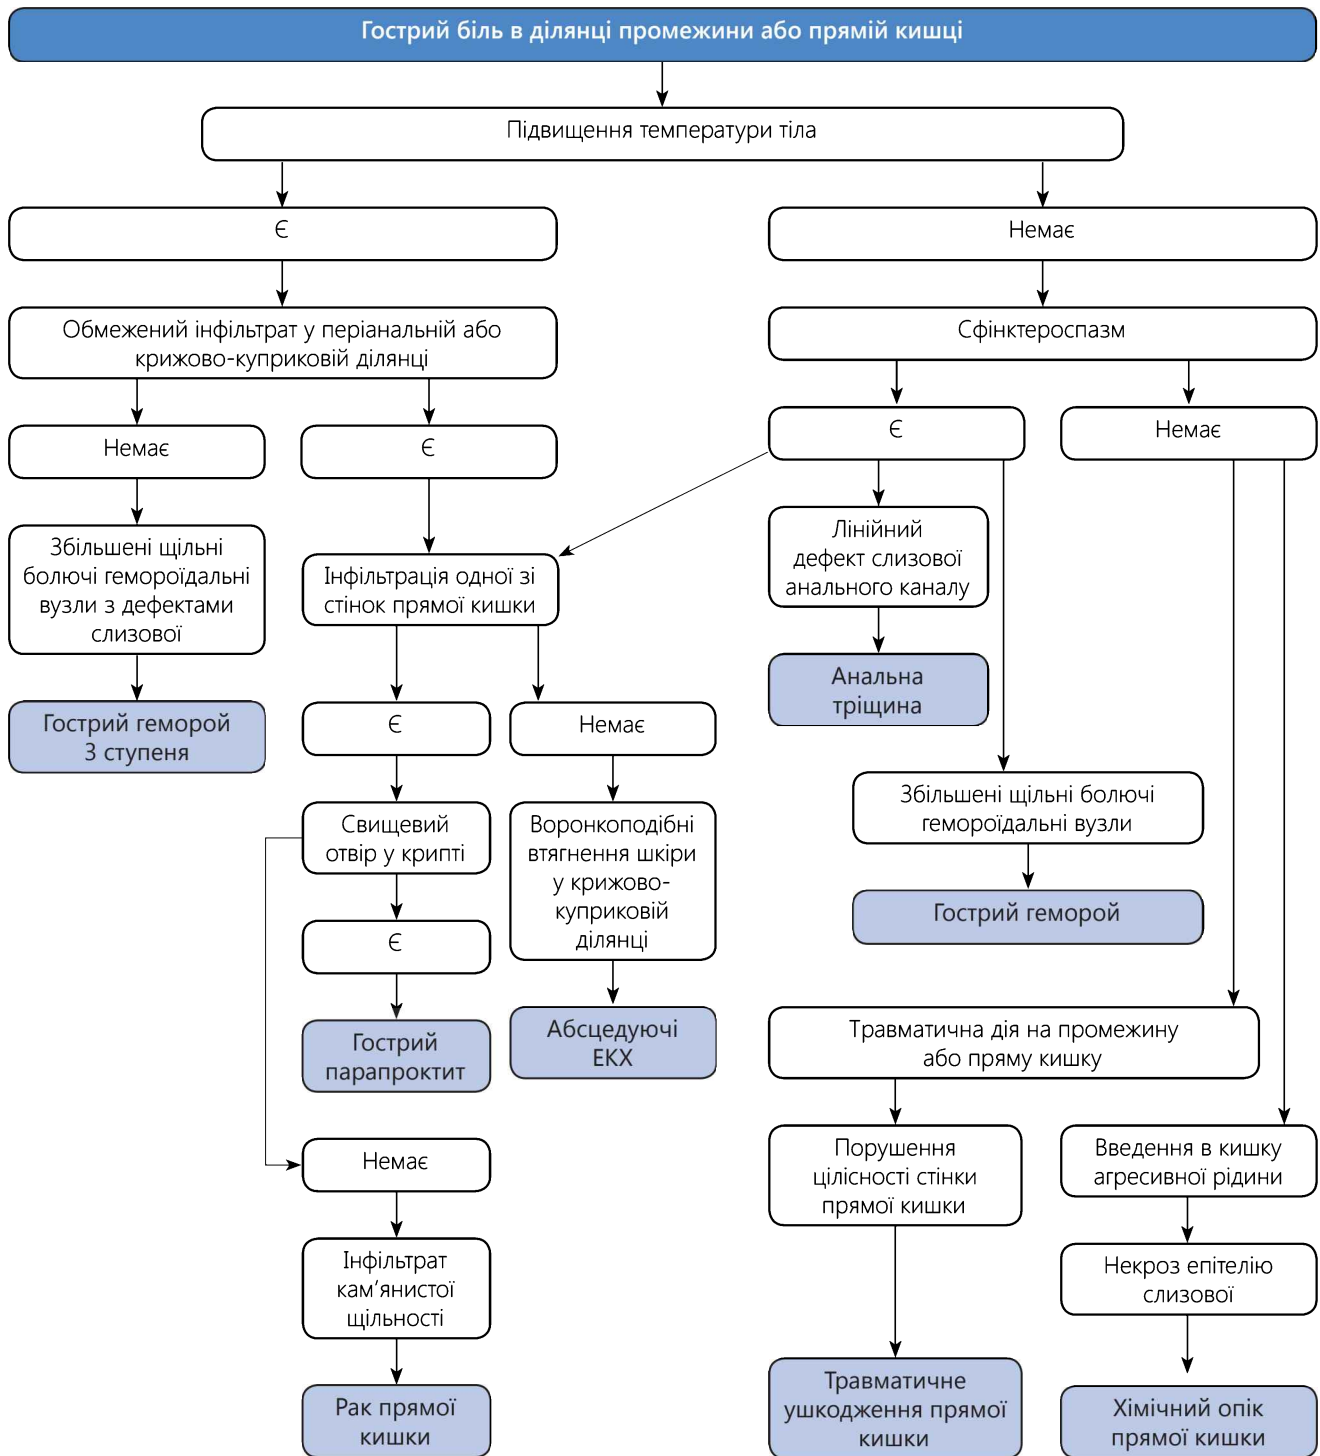 Гострий біль в ділянці промежини або прямій кишці
Підвищення температури тіла
Є
Немає
Обмежений інфільтрат у періанальній або
крижово-куприковій ділянці
Сфінктероспазм
Немає
Є
Є
Немає
Збільшені щільні
болючі гемороїдальні
вузли з дефектами
слизової
Інфільтрація одної зі
стінок прямої кишки
Лінійний
дефект слизової
анального каналу
Гострий геморой
3 ступеня
Є
Немає
Анальна
тріщина
Свищевий
отвір у крипті
Воронкоподібні
втягнення шкіри
у крижово-
куприковій
ділянці
Збільшені щільні болючі
гемороїдальні вузли
Є
Гострий геморой
Гострий
парапроктит
Абсцедуючі
ЕКХ
Травматична дія на промежину
або пряму кишку
Немає
Порушення
цілісності стінки
прямої кишки
Введення в кишку
агресивної рідини
Інфільтрат
кам’янистої
щільності
Некроз епітелію
слизової
Рак прямої
кишки
Травматичне
ушкодження прямої
кишки
Хімічний опік
прямої кишки